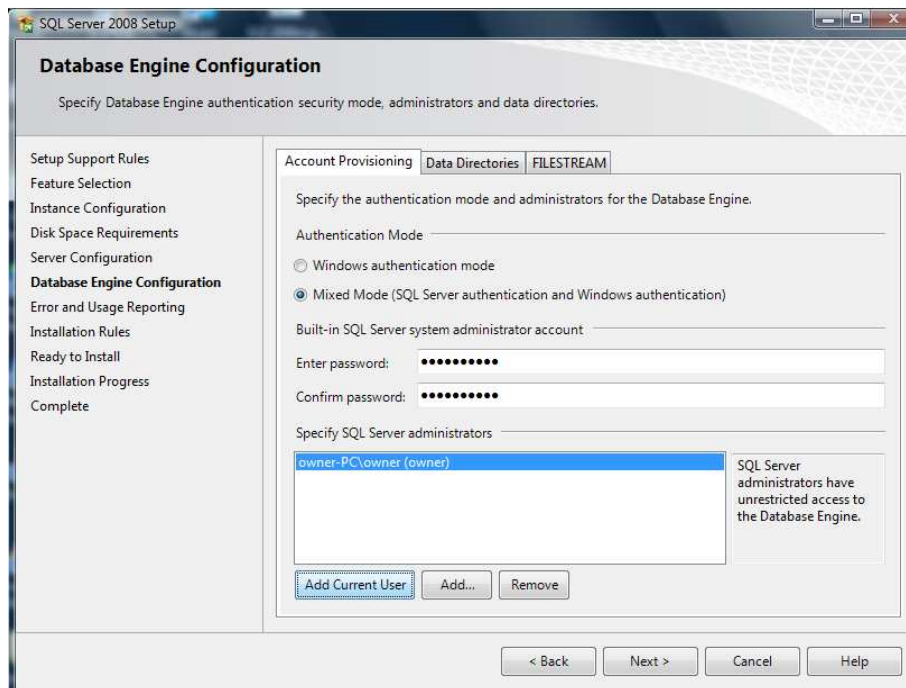 SQL Server 2008 Setup
Database Engine Configuration
Specify Database Engine authentication security mode, administrators and data directories.
Setup Support Rules
Feature Selection
Instance Configuration
Disk Space Requirements
Server Configuration
Database Engine Configuration
Error and Usage Reporting
Installation Rules
Ready to Install
Installation Progress
Complete
Account Provisioning
Data Directories
FILESTREAM
Specify the authentication mode and administrators for the Database Engine.
Authentication Mode
Windows authentication mode
Mixed Mode (SQL Server authentication and Windows authentication)
Built-in SQL Server system administrator account
Enter password: ••••••••••
Confirm password: ••••••••••
Specify SQL Server administrators
owner-PC\owner (owner)
SQL Server
administrators have
unrestricted access to
the Database Engine.
Add Current User
Add...
Remove
< Back
Next >
Cancel
Help